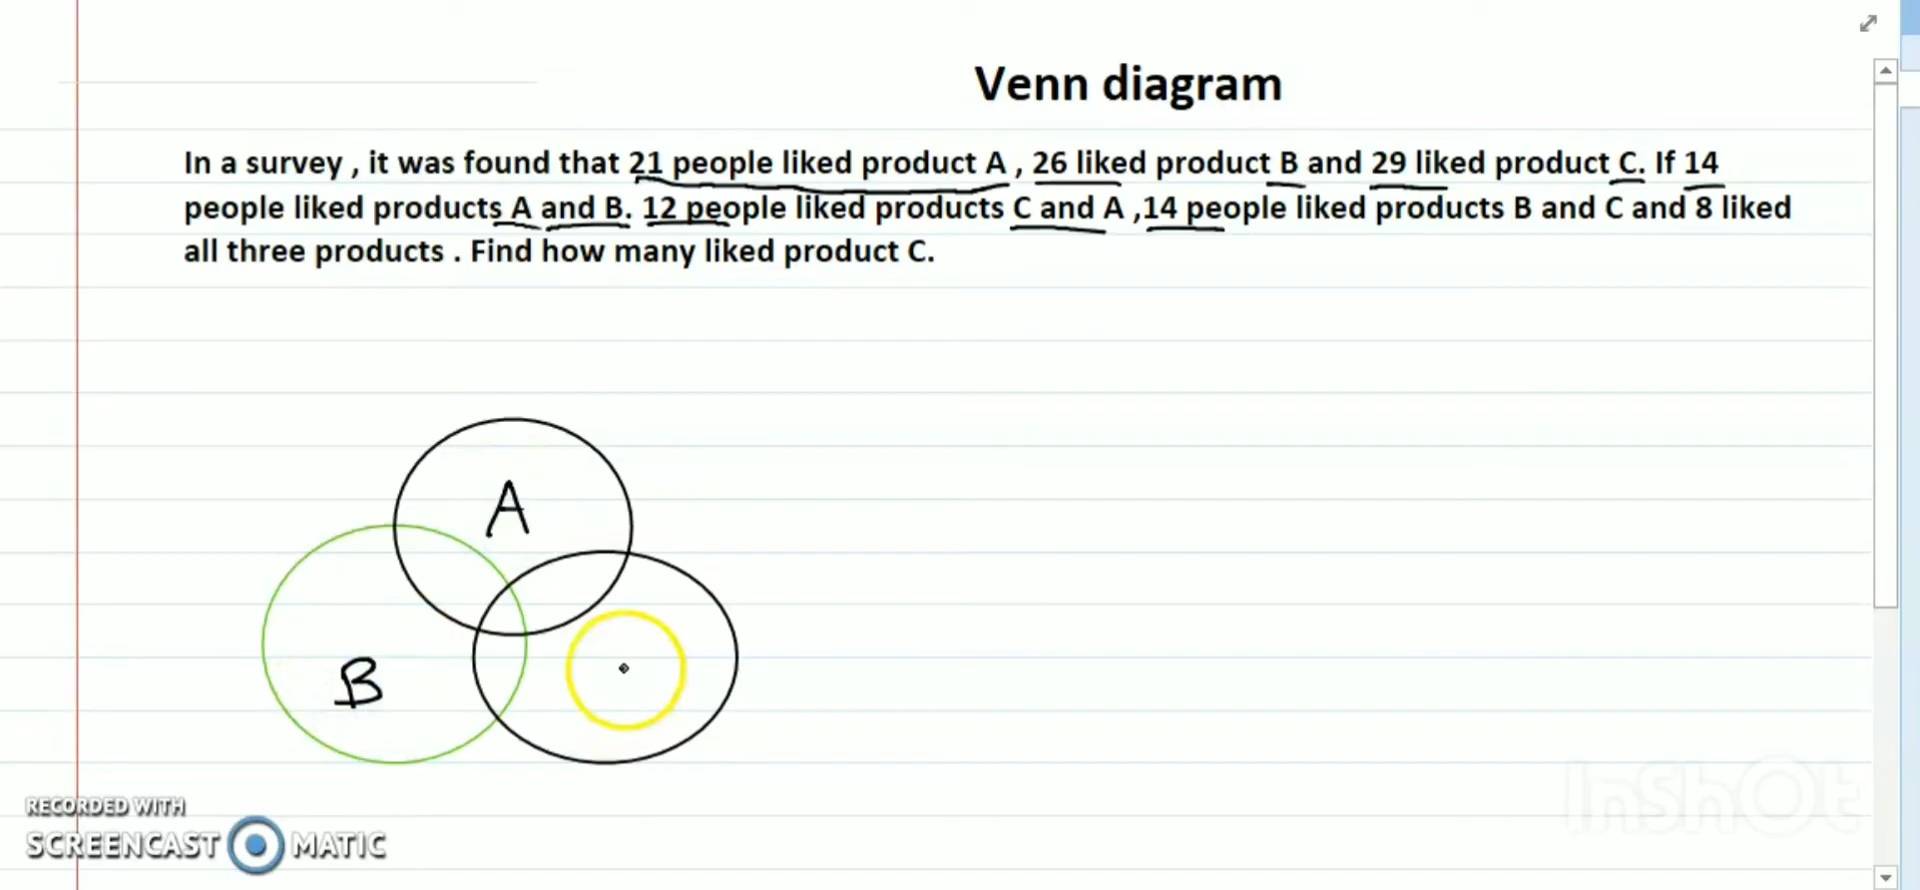 Venn diagram
In a survey , it was found that 21 people liked product A , 26 liked product B and 29 liked product C. If 14
people liked products A and B. 12 people liked products C and A ,14 people liked products B and C and 8 liked
all three products . Find how many liked product C.
A
B
RECORDED WITH
SCREENCAST MATIC
InShOt